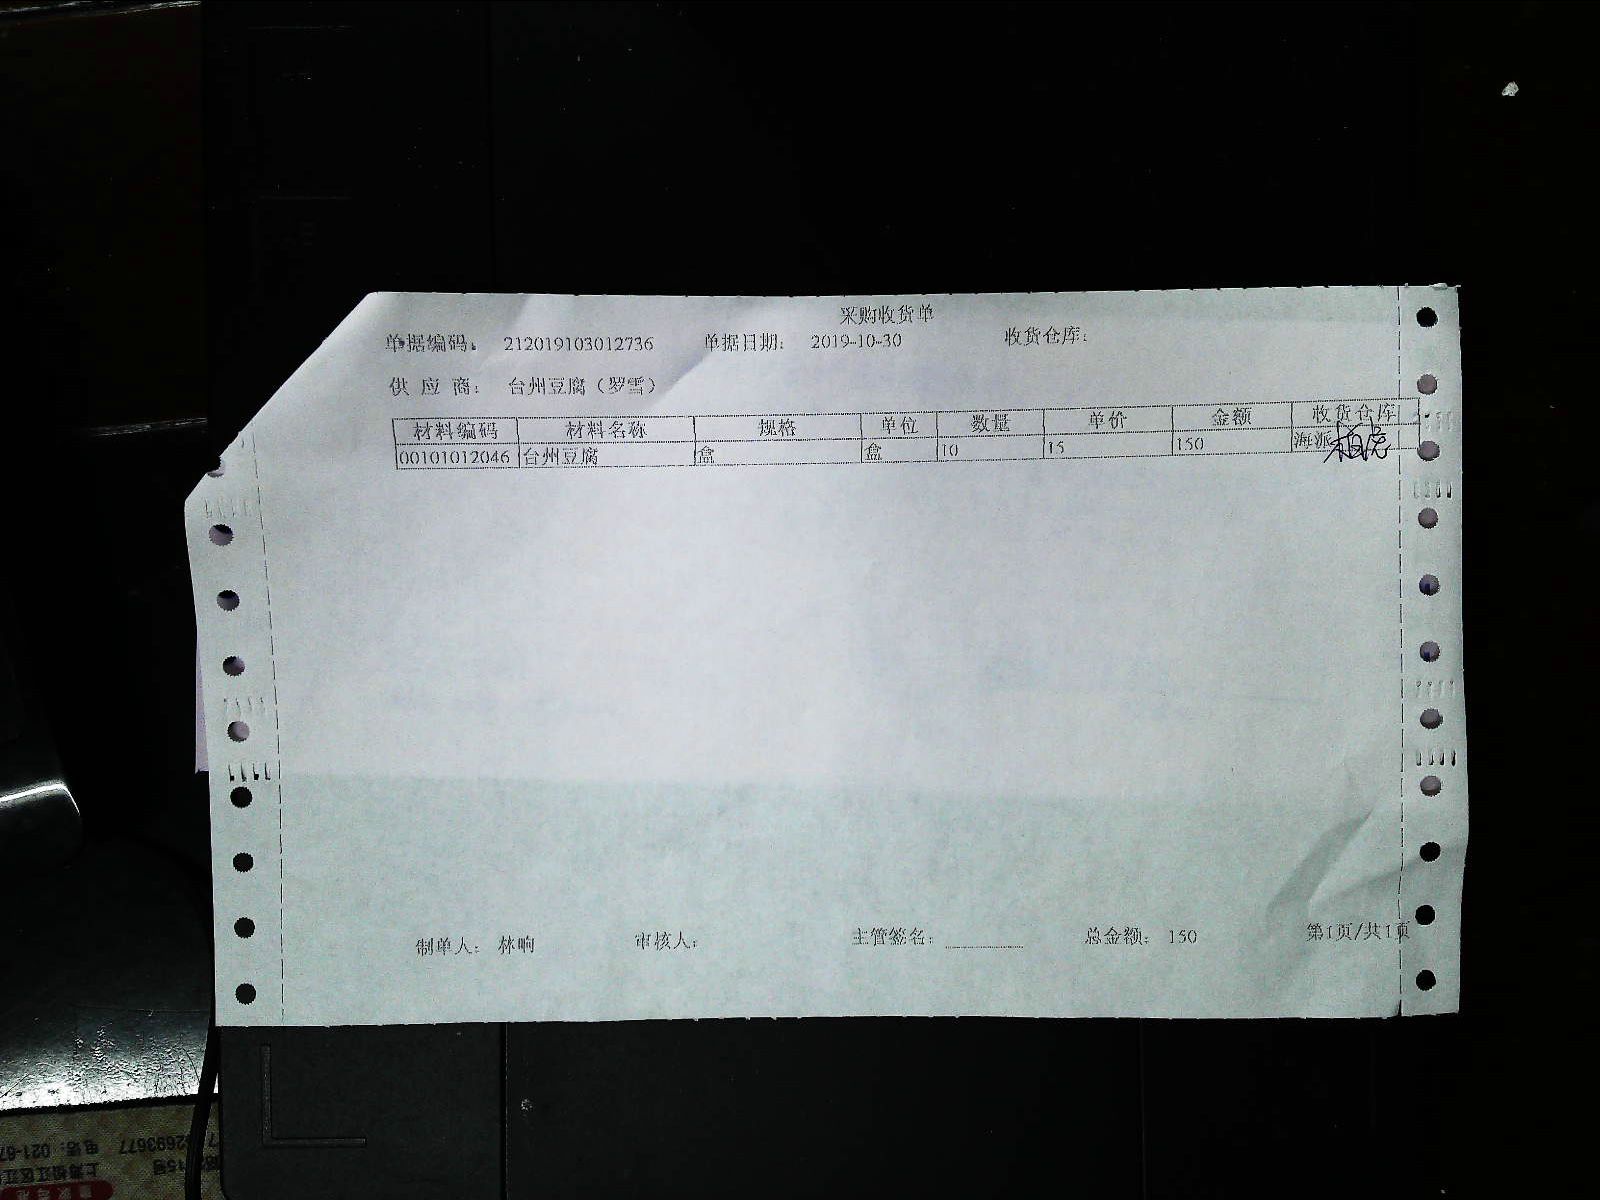 采购收货单
单据编码: 212019103012736 单据日期: 2019-10-30 收货仓库:
供 应 商: 台州豆腐（罗雪）
材料编码 材料名称 规格 单位 数量 单价 金额 收货仓库
00101012046 台州豆腐 盒 盒 10 15 150 海派
制单人: 林响 审核人: 主管签名: 总金额: 150 第1页/共1页